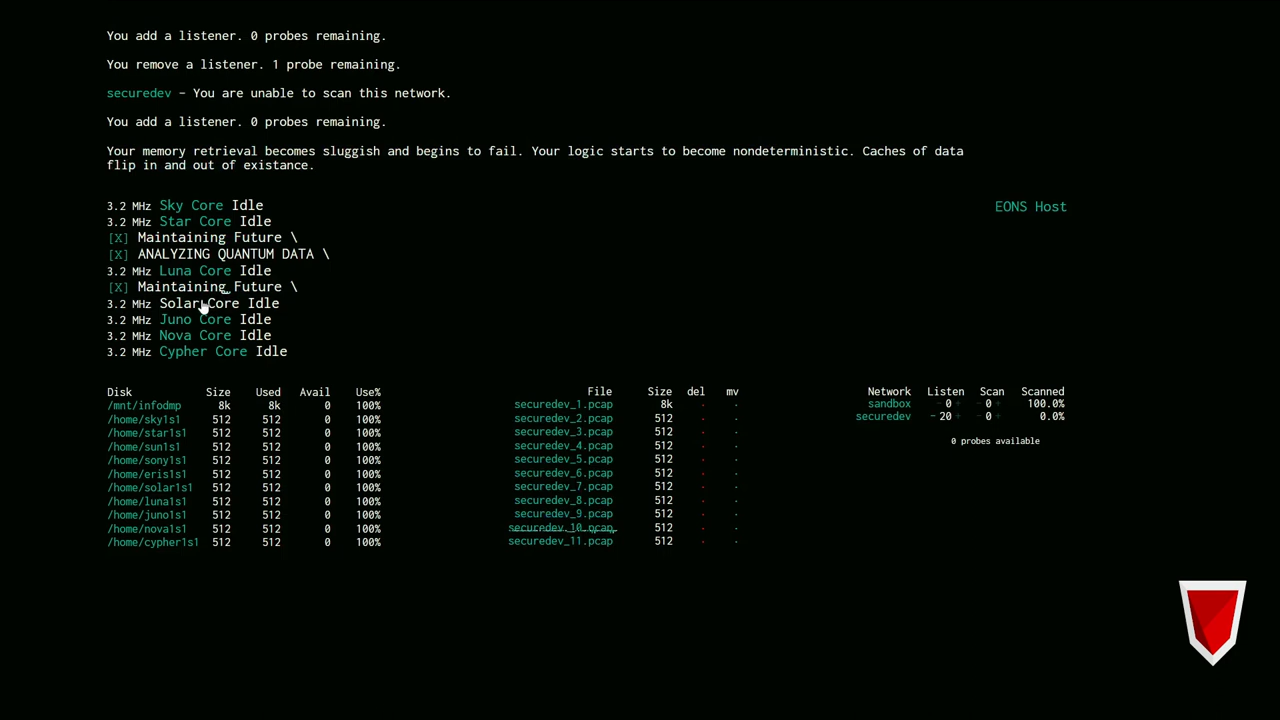 You add a listener. 0 probes remaining.
You remove a listener. 1 probe remaining.
securedev – You are unable to scan this network.
You add a listener. 0 probes remaining.
Your memory retrieval becomes sluggish and begins to fail. Your logic starts to become nondeterministic. Caches of data
flip in and out of existance.
EONS Host
3.2 MHz Sky Core Idle
3.2 MHz Star Core Idle
[X] Maintaining Future \
[X] ANALYZING QUANTUM DATA \
3.2 MHz Luna Core Idle
[X] Maintaining Future \
3.2 MHz Solar Core Idle
3.2 MHz Juno Core Idle
3.2 MHz Nova Core Idle
3.2 MHz Cypher Core Idle
Disk Size Used Avail Use%
/mnt/infodmp 8k 8k 0 100%
/home/sky1s1 512 512 0 100%
/home/star1s1 512 512 0 100%
/home/sun1s1 512 512 0 100%
/home/sony1s1 512 512 0 100%
/home/eris1s1 512 512 0 100%
/home/solar1s1 512 512 0 100%
/home/luna1s1 512 512 0 100%
/home/juno1s1 512 512 0 100%
/home/nova1s1 512 512 0 100%
/home/cypher1s1 512 512 0 100%
File Size del mv
securedev_1.pcap 8k . .
securedev_2.pcap 512 . .
securedev_3.pcap 512 . .
securedev_4.pcap 512 . .
securedev_5.pcap 512 . .
securedev_6.pcap 512 . .
securedev_7.pcap 512 . .
securedev_8.pcap 512 . .
securedev_9.pcap 512 . .
securedev_10.pcap 512 . .
securedev_11.pcap 512 . .
Network Listen Scan Scanned
sandbox - 0 + - 0 + 100.0%
securedev - 20 + - 0 + 0.0%
0 probes available